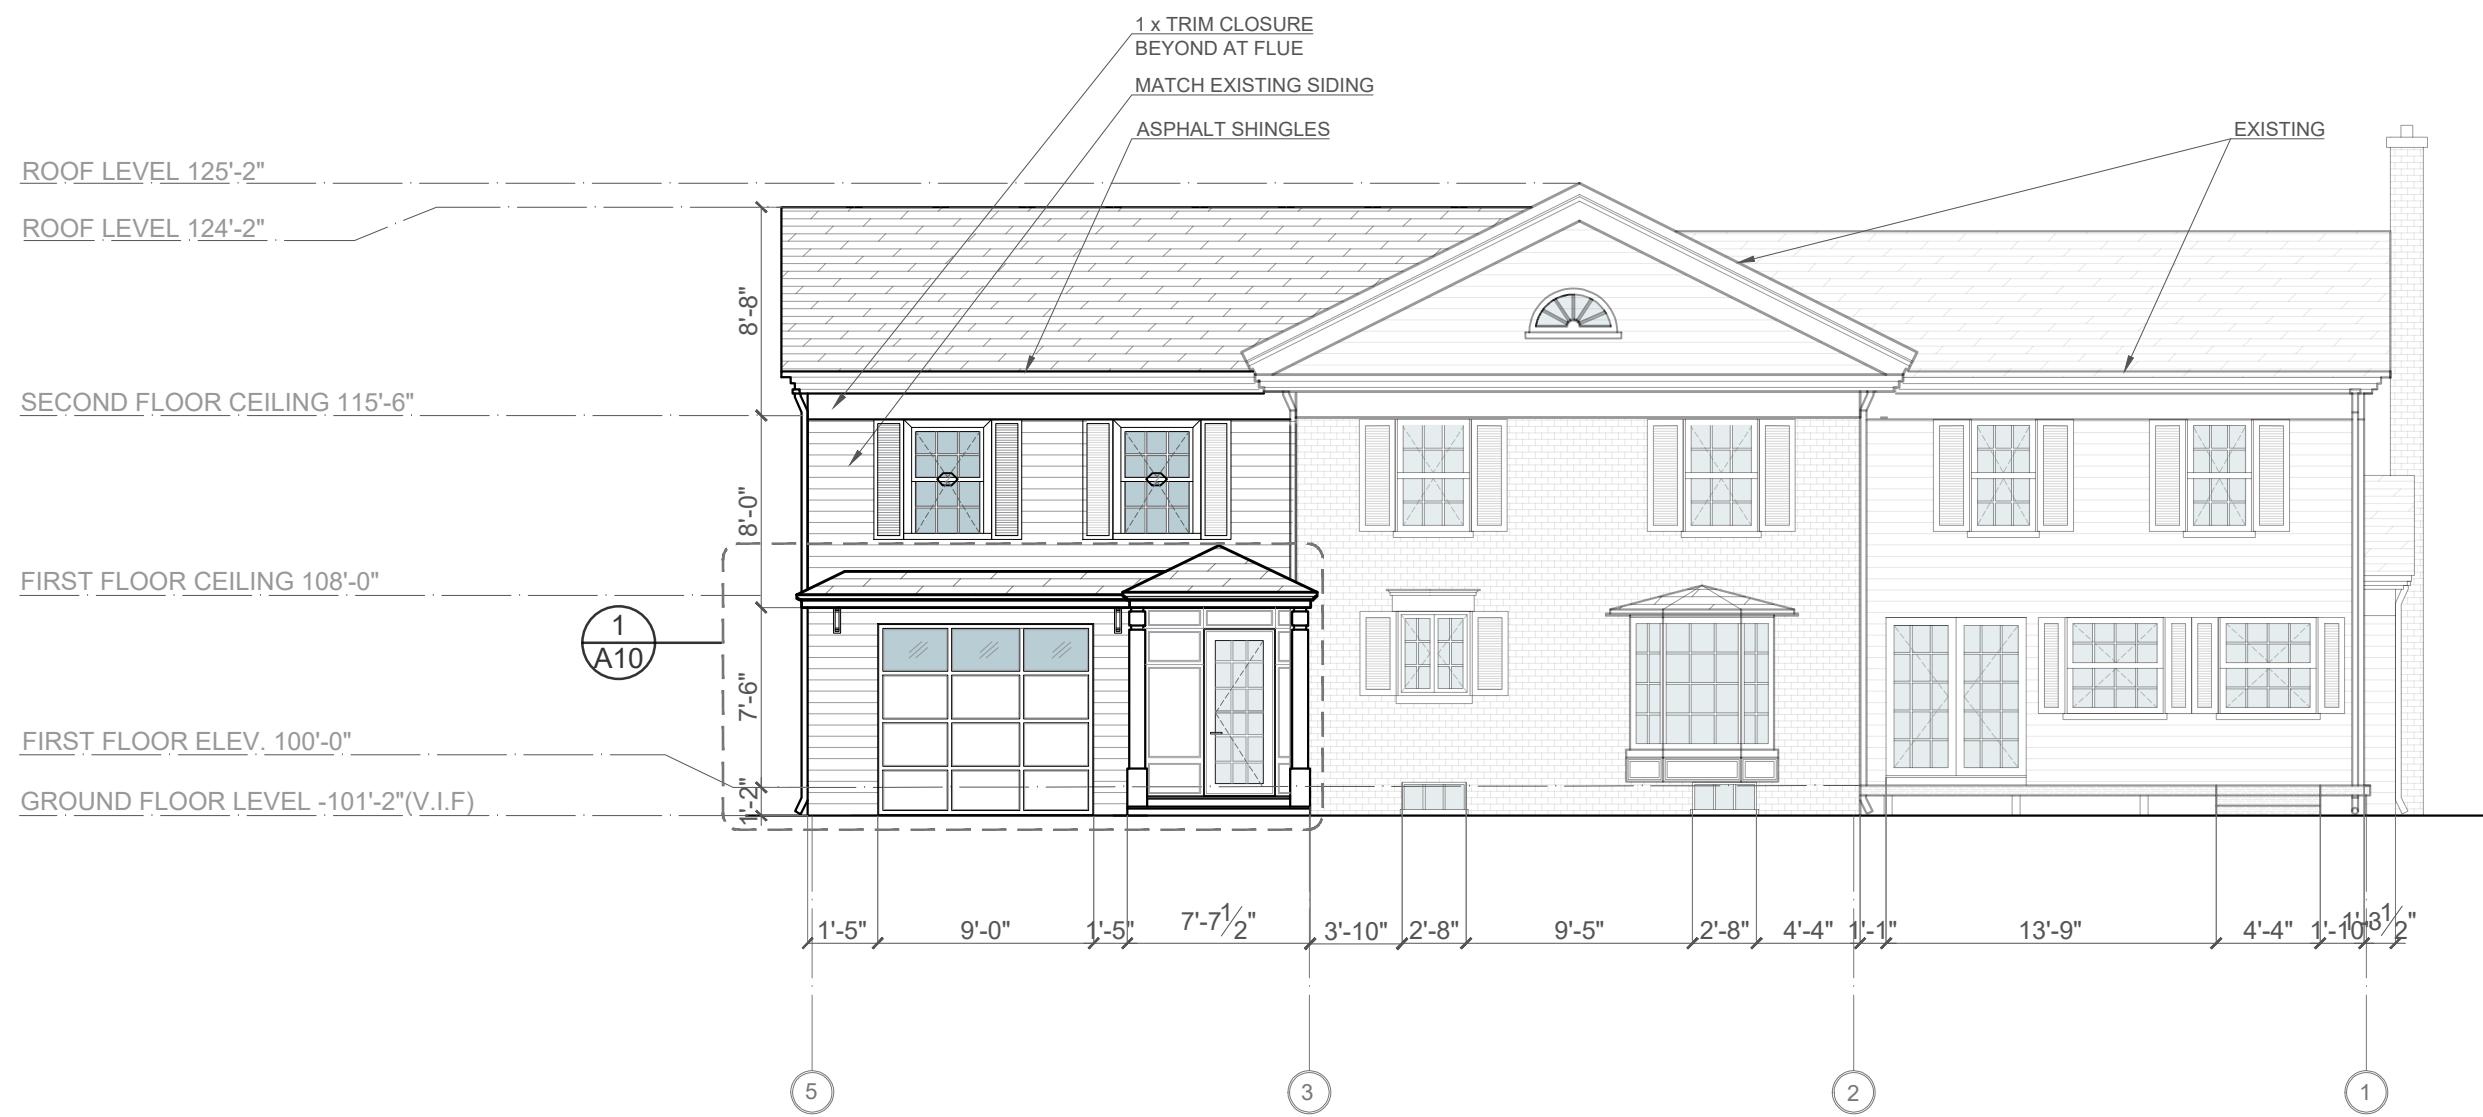 1 x TRIM CLOSURE
BEYOND AT FLUE
MATCH EXISTING SIDING
ASPHALT SHINGLES
EXISTING
ROOF LEVEL 125'-2"
ROOF LEVEL 124'-2"
8'-8"
SECOND FLOOR CEILING 115'-6"
8'-0"
FIRST FLOOR CEILING 108'-0"
1
A10
7'-6"
FIRST FLOOR ELEV. 100'-0"
GROUND FLOOR LEVEL -101'-2"(V.I.F)
1'-2"
1'-5" 9'-0" 1'-5" 7'-7 1/2" 3'-10" 2'-8" 9'-5" 2'-8" 4'-4" 1'-1" 13'-9" 4'-4" 1'-10" 1'-3 1/2"
5 3 2 1